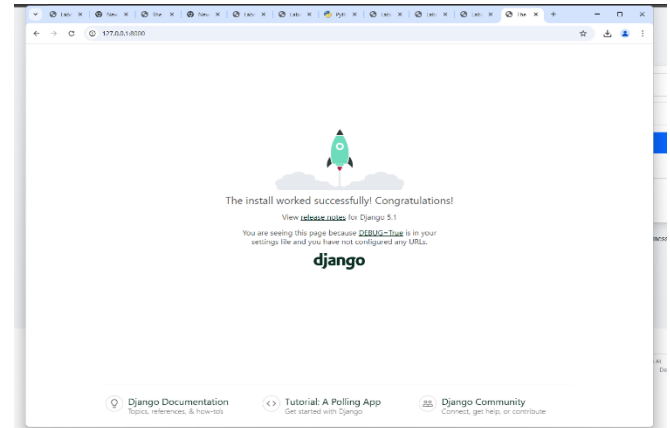 127.0.0.1:8000
The install worked successfully! Congratulations!
View release notes for Django 5.1
You are seeing this page because DEBUG=True is in your
settings file and you have not configured any URLs.
django
Django Documentation
Topics, references, & how-tos
Tutorial: A Polling App
Get started with Django
Django Community
Connect, get help, or contribute